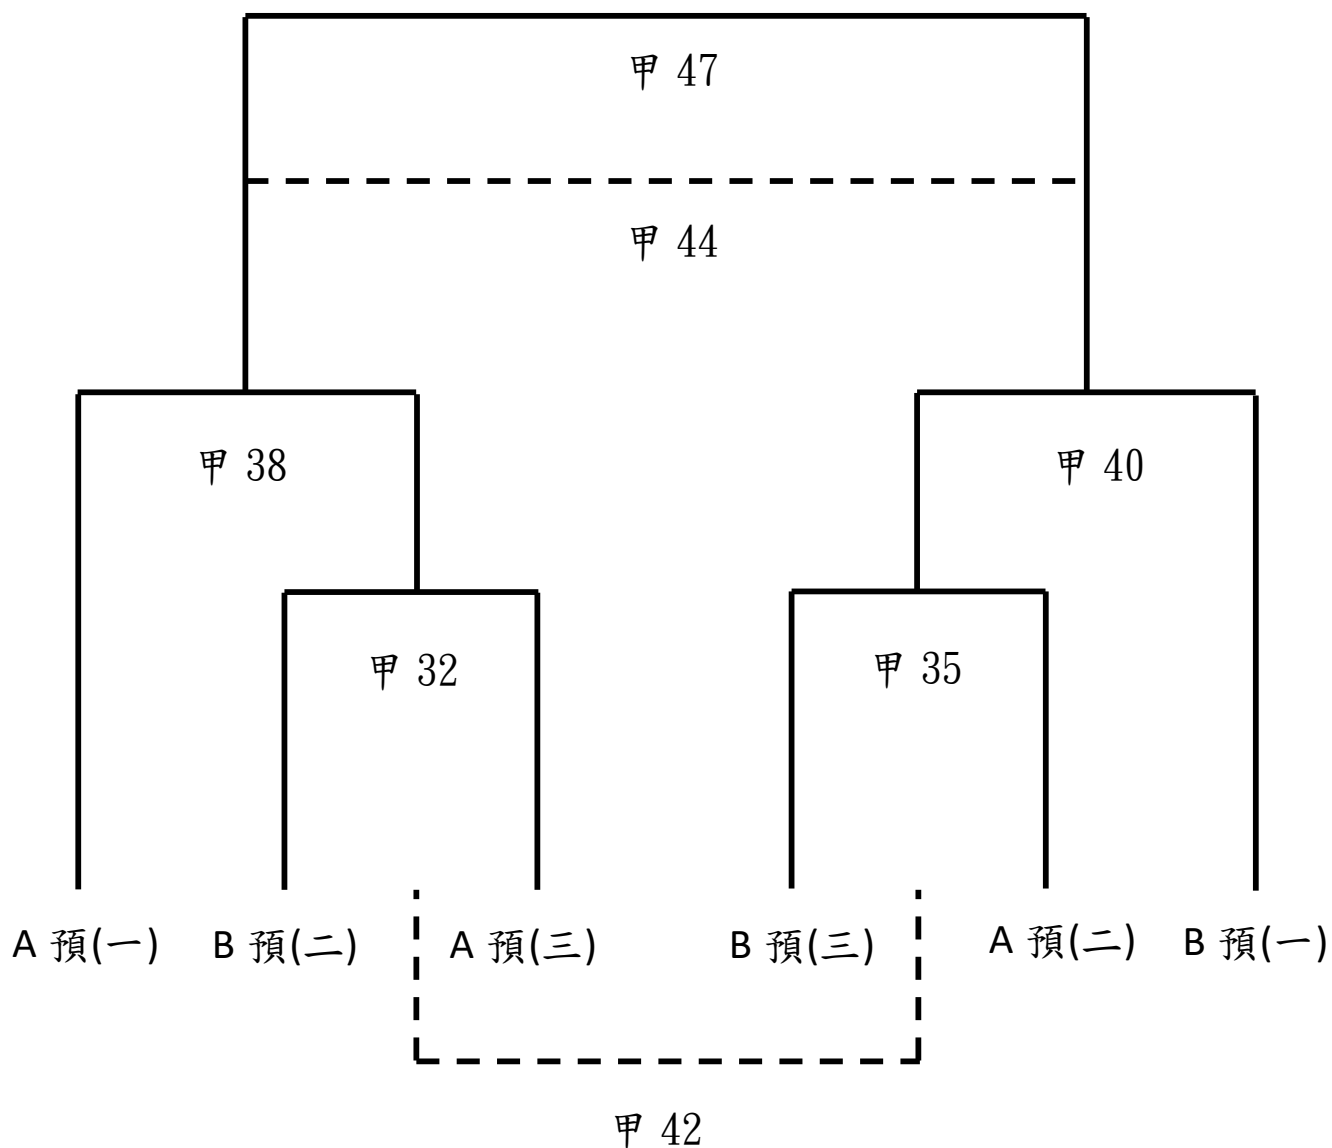 甲 47
甲 44
甲 38
甲 40
甲 32
甲 35
A 預(一)
B 預(二)
A 預(三)
B 預(三)
A 預(二)
B 預(一)
甲 42